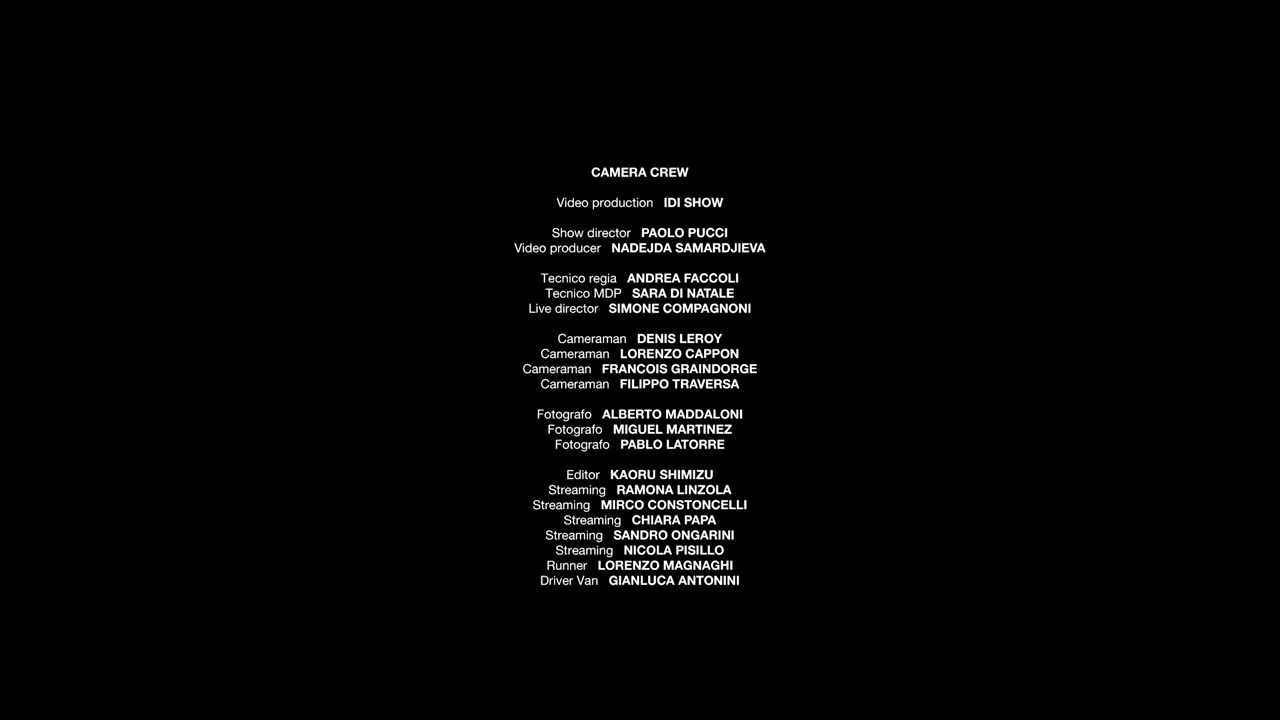 CAMERA CREW
Video production IDI SHOW
Show director PAOLO PUCCI
Video producer NADEJDA SAMARDJIEVA
Tecnico regia ANDREA FACCOLI
Tecnico MDP SARA DI NATALE
Live director SIMONE COMPAGNONI
Cameraman DENIS LEROY
Cameraman LORENZO CAPPON
Cameraman FRANCOIS GRAINDORGE
Cameraman FILIPPO TRAVERSA
Fotografo ALBERTO MADDALONI
Fotografo MIGUEL MARTINEZ
Fotografo PABLO LATORRE
Editor KAORU SHIMIZU
Streaming RAMONA LINZOLA
Streaming MIRCO CONSTONCELLI
Streaming CHIARA PAPA
Streaming SANDRO ONGARINI
Streaming NICOLA PISILLO
Runner LORENZO MAGNAGHI
Driver Van GIANLUCA ANTONINI